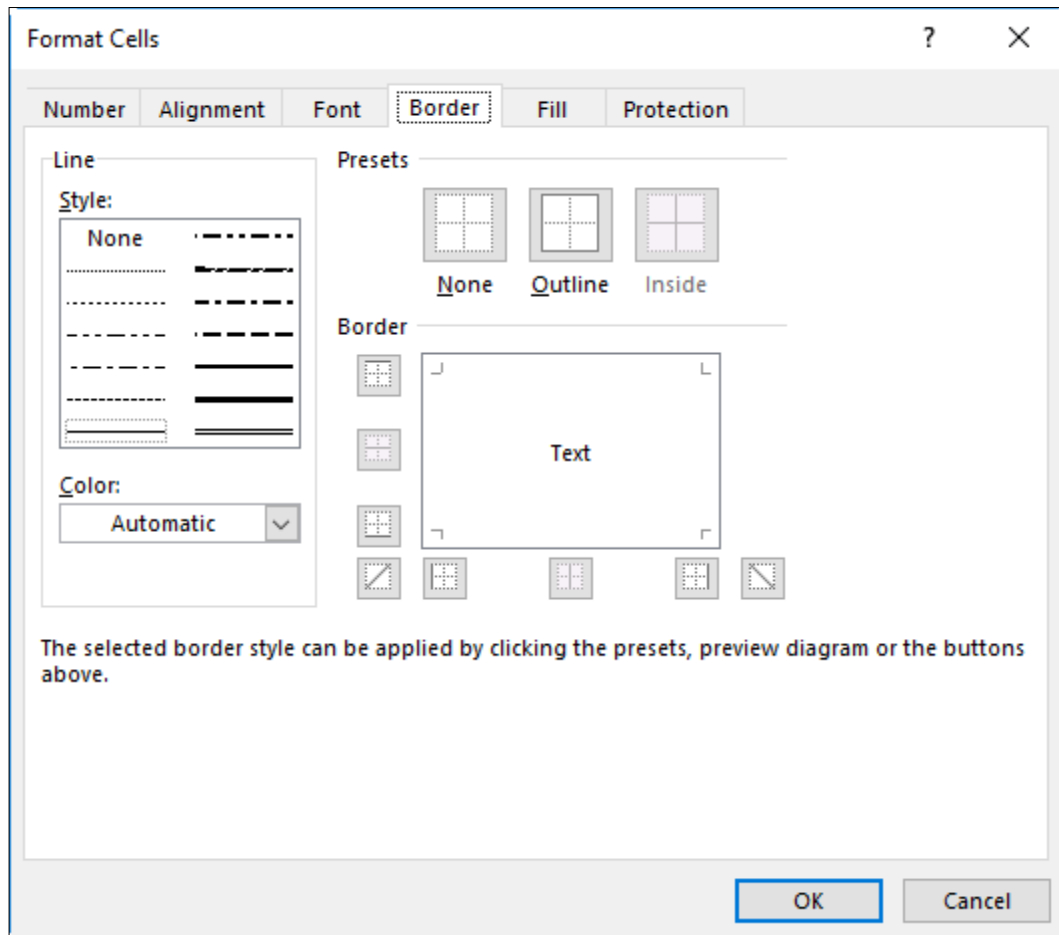 Format Cells ?
Number Alignment Font Border Fill Protection
Line
Style:
None
Color:
Automatic
Presets
None Outline Inside
Border
Text
The selected border style can be applied by clicking the presets, preview diagram or the buttons
above.
OK Cancel